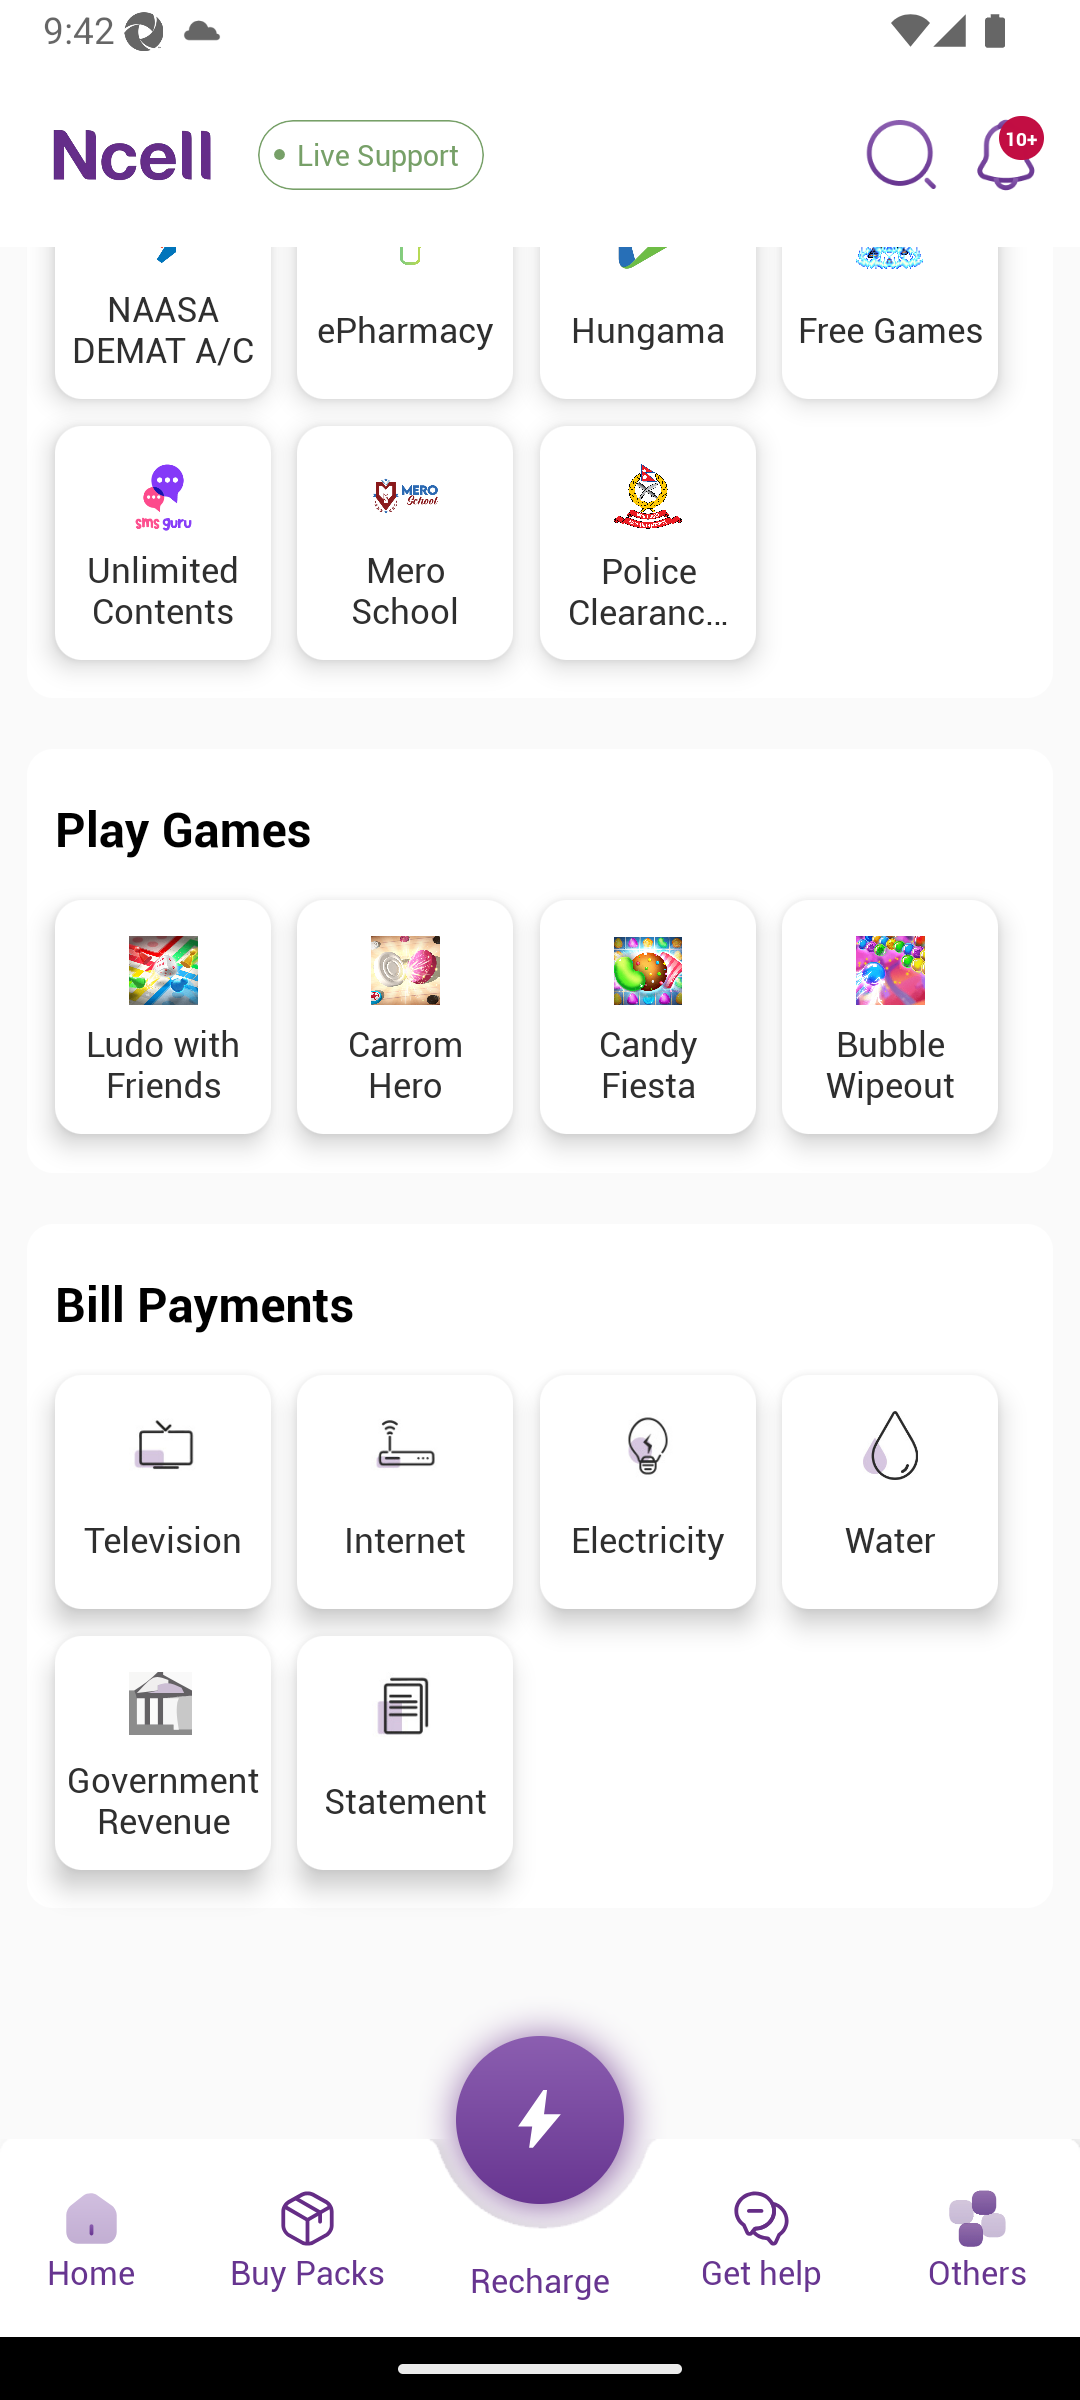 9:42
Ncell
Live Support
10+
NAASA
DEMAT A/C
ePharmacy
Hungama
Free Games
sms guru
Unlimited
Contents
MERO
School
Mero
School
Police
Clearanc...
Play Games
Ludo with
Friends
Carrom
Hero
Candy
Fiesta
Bubble
Wipeout
Bill Payments
Television
Internet
Electricity
Water
Government
Revenue
Statement
Home
Buy Packs
Recharge
Get help
Others